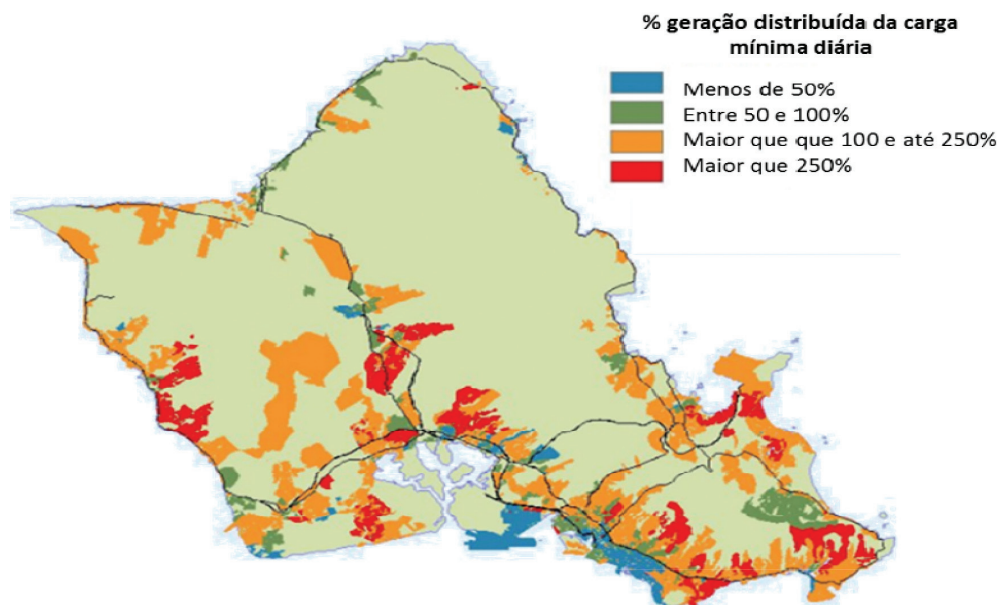 % geração distribuída da carga
mínima diária
Menos de 50%
Entre 50 e 100%
Maior que que 100 e até 250%
Maior que 250%